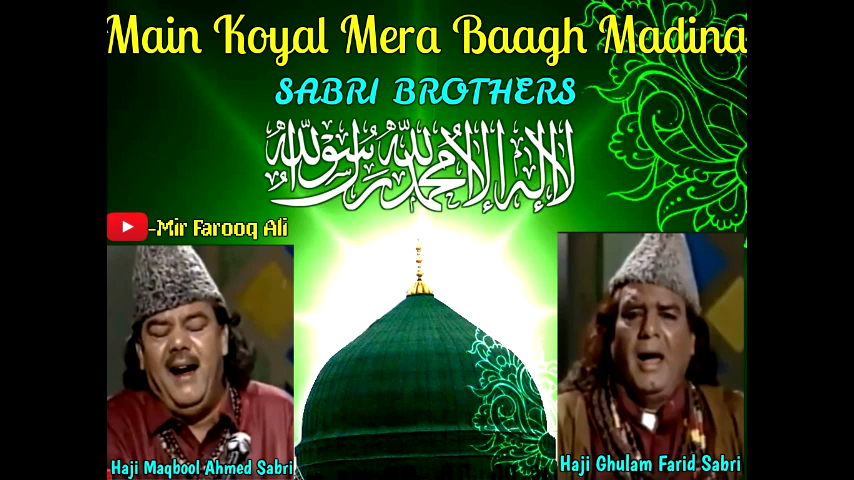 Main Koyal Mera Baagh Madina
SABRI BROTHERS
لا إله إلا الله محمد رسول الله
-Mir Farooq Ali
Haji Maqbool Ahmed Sabri
Haji Ghulam Farid Sabri